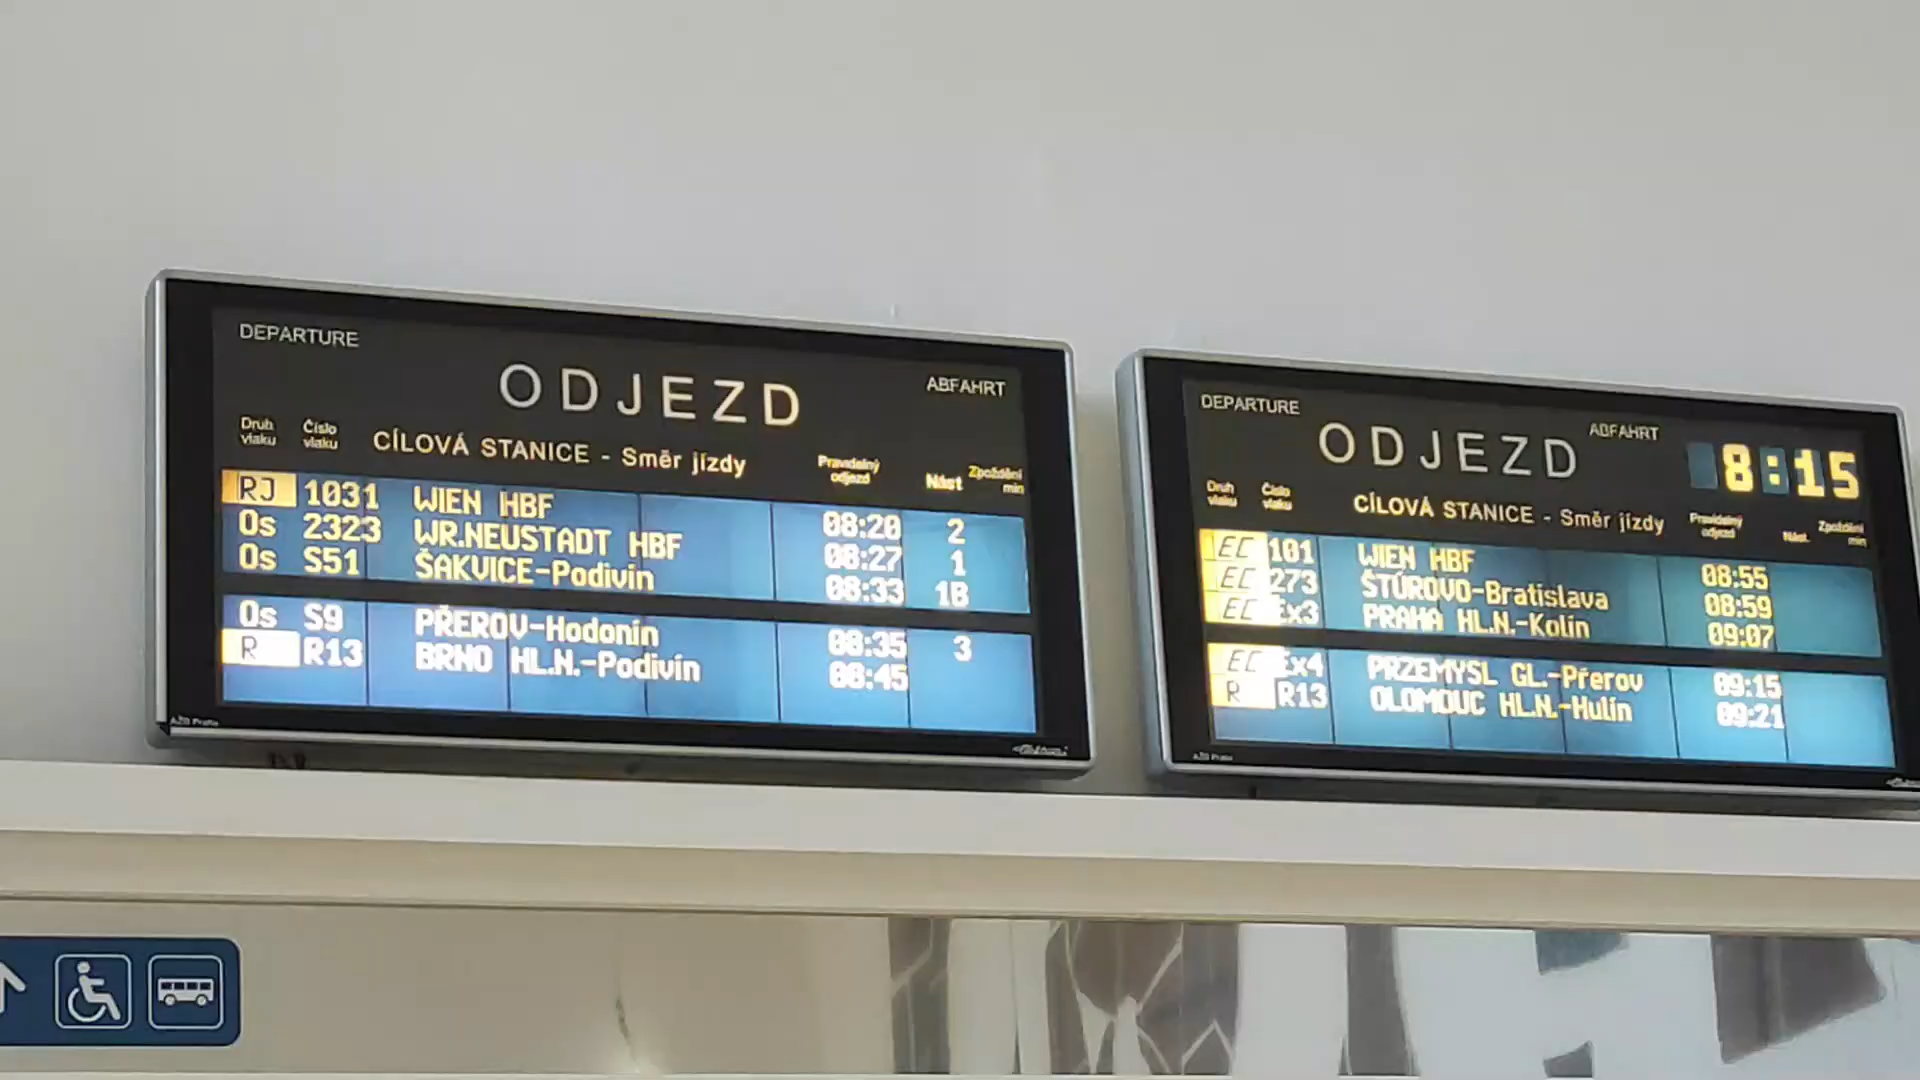 DEPARTURE
ODJEZD
ABFAHRT
Druh vlaku Číslo vlaku CÍLOVÁ STANICE - Směr jízdy Pravidelný odjezd Nást Zpoždění min
RJ 1031 WIEN HBF 08:20 2
Os 2323 WR.NEUSTADT HBF 08:27 1
Os S51 ŠAKVICE-Podivín 08:33 1B
Os S9 PŘEROV-Hodonín 08:35 3
R R13 BRNO HL.N.-Podivín 08:45
AŽD Praha
DEPARTURE
ODJEZD
ABFAHRT
8:15
Druh vlaku Číslo vlaku CÍLOVÁ STANICE - Směr jízdy Pravidelný odjezd Nást. Zpoždění min
EC 101 WIEN HBF 08:55
EC 273 ŠTÚROVO-Bratislava 08:59
EC Ex3 PRAHA HL.N.-Kolín 09:07
EC Ex4 PRZEMYSL GL.-Přerov 09:15
R R13 OLOMOUC HL.N.-Hulín 09:21
AŽD Praha